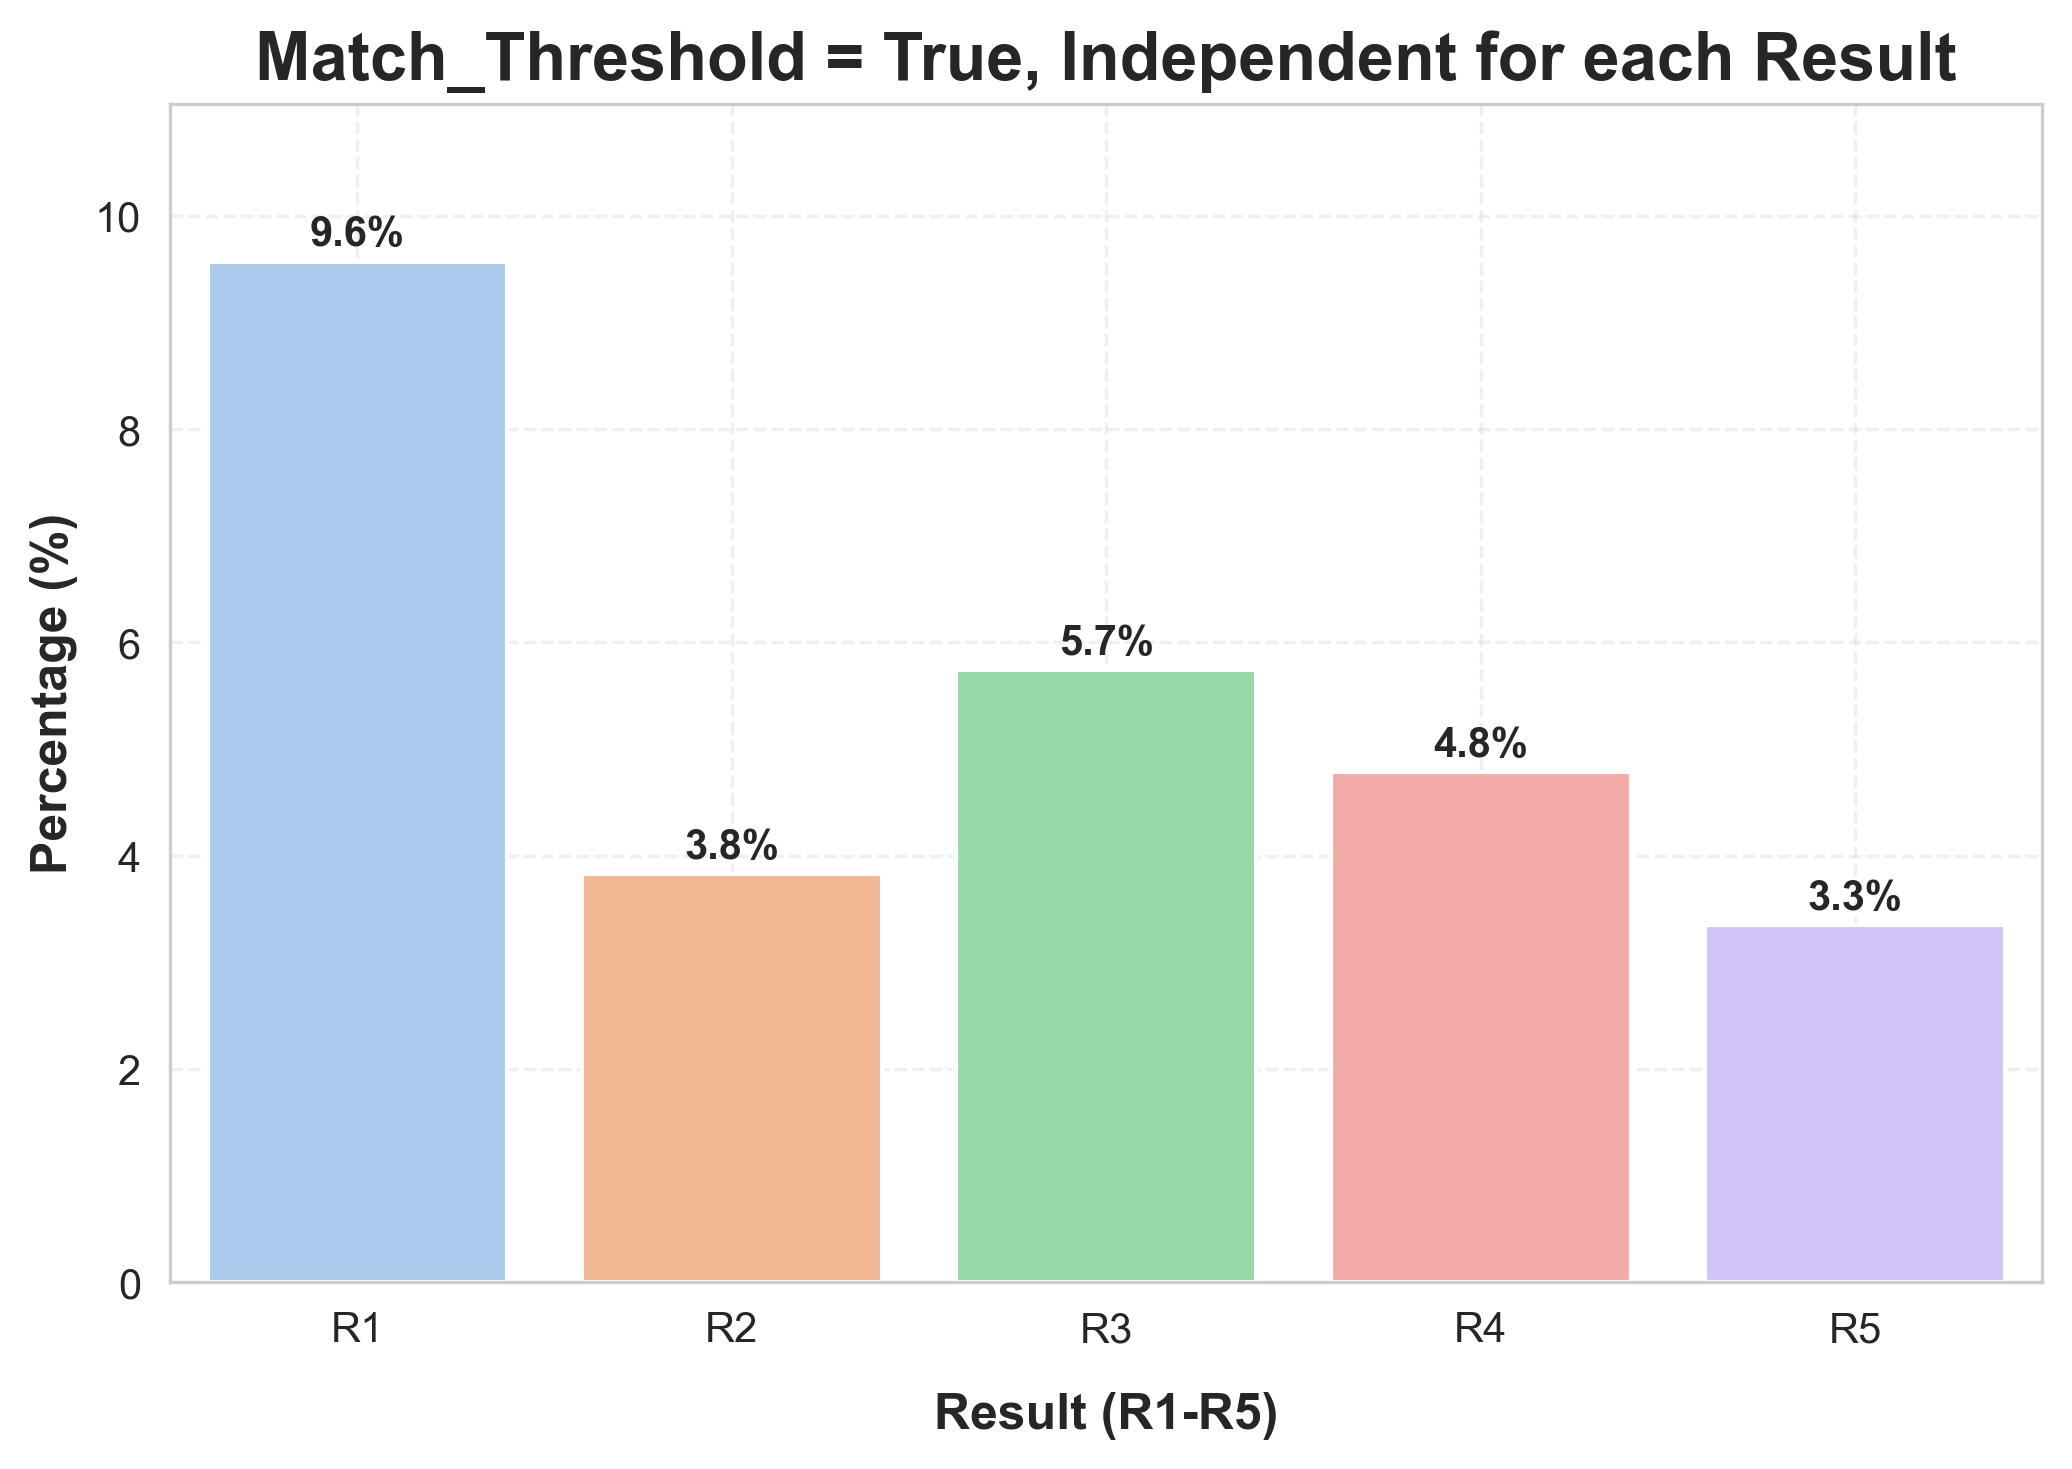 Match_Threshold = True, Independent for each Result
Percentage (%)
10
8
6
4
2
0
9.6%
3.8%
5.7%
4.8%
3.3%
R1
R2
R3
R4
R5
Result (R1-R5)